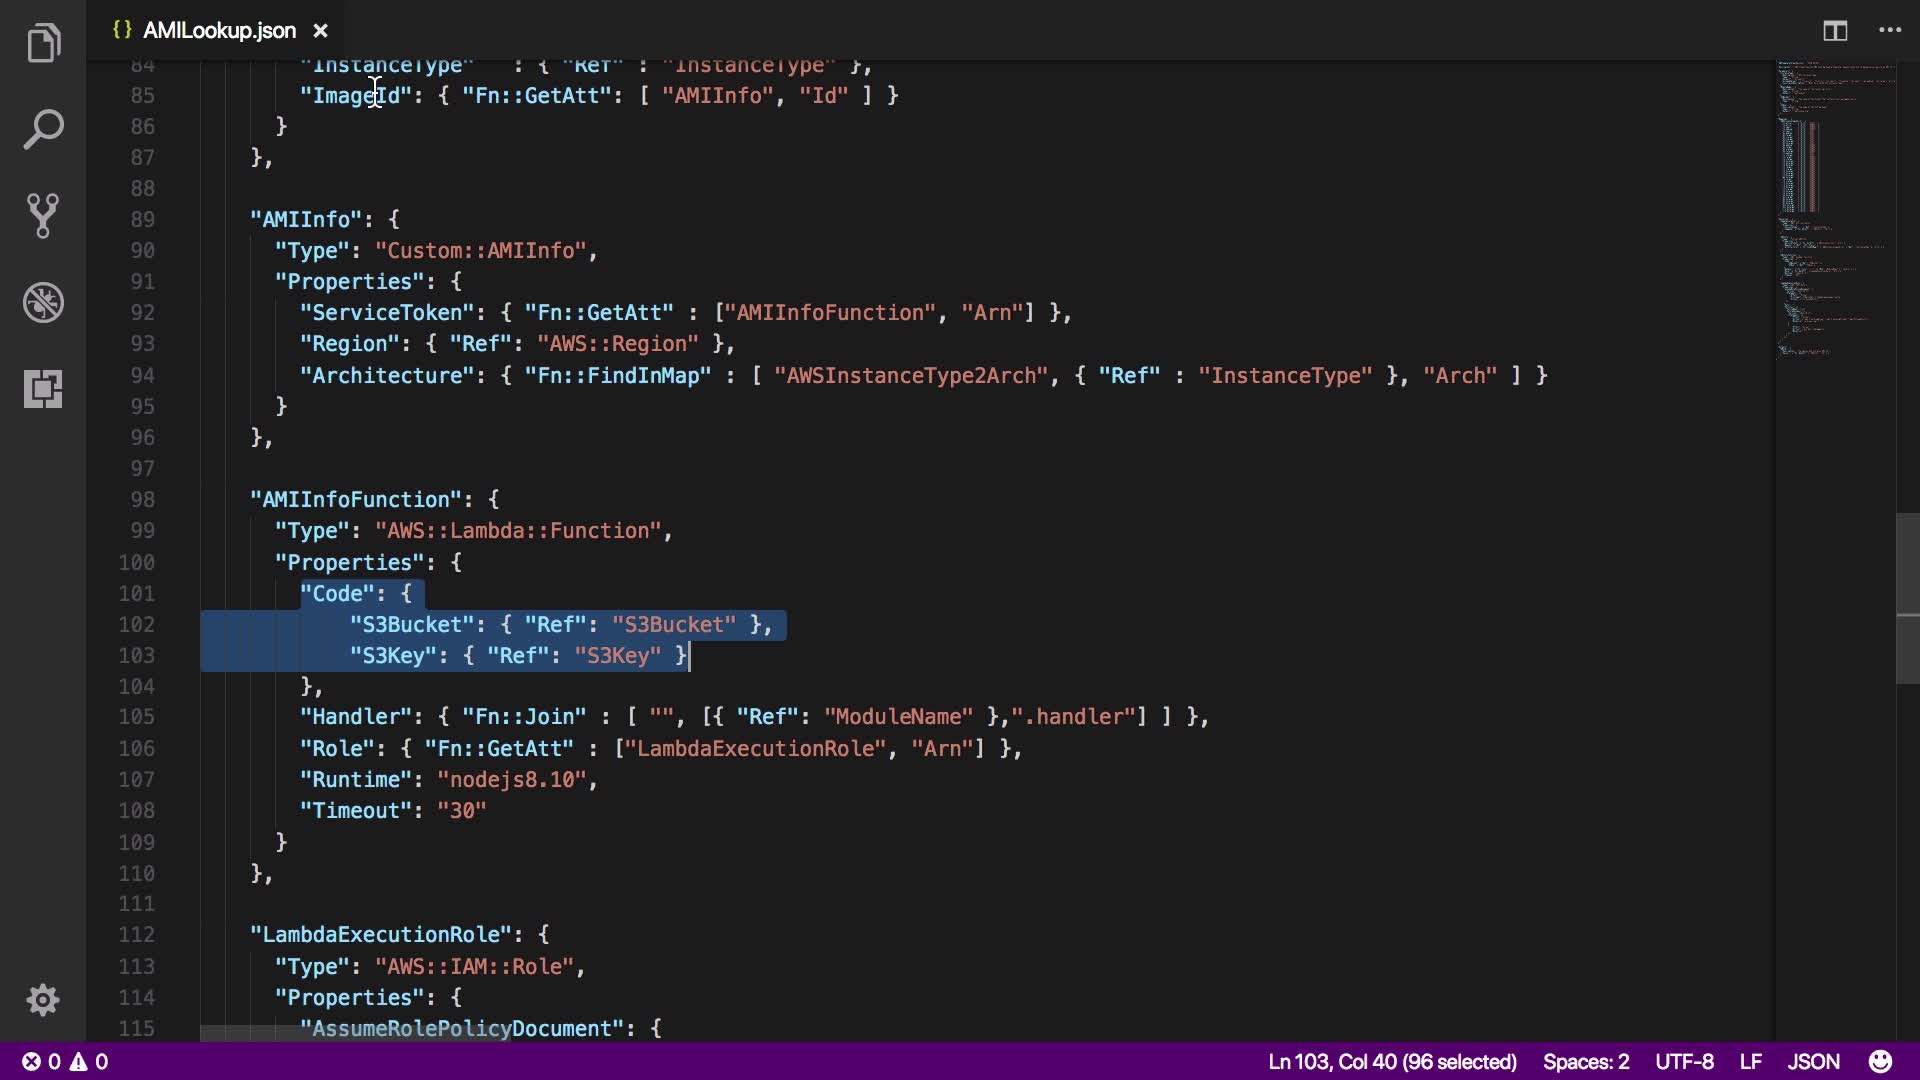 {} AMILookup.json ×
84 "InstanceType" : { "Ref" : "InstanceType" },
85 "ImageId": { "Fn::GetAtt": [ "AMIInfo", "Id" ] }
86 }
87 },
88
89 "AMIInfo": {
90 "Type": "Custom::AMIInfo",
91 "Properties": {
92 "ServiceToken": { "Fn::GetAtt" : ["AMIInfoFunction", "Arn"] },
93 "Region": { "Ref": "AWS::Region" },
94 "Architecture": { "Fn::FindInMap" : [ "AWSInstanceType2Arch", { "Ref" : "InstanceType" }, "Arch" ] }
95 }
96 },
97
98 "AMIInfoFunction": {
99 "Type": "AWS::Lambda::Function",
100 "Properties": {
101 "Code": {
102 "S3Bucket": { "Ref": "S3Bucket" },
103 "S3Key": { "Ref": "S3Key" }
104 },
105 "Handler": { "Fn::Join" : [ "", [{ "Ref": "ModuleName" },".handler"] ] },
106 "Role": { "Fn::GetAtt" : ["LambdaExecutionRole", "Arn"] },
107 "Runtime": "nodejs8.10",
108 "Timeout": "30"
109 }
110 },
111
112 "LambdaExecutionRole": {
113 "Type": "AWS::IAM::Role",
114 "Properties": {
115 "AssumeRolePolicyDocument": {
0 0 Ln 103, Col 40 (96 selected) Spaces: 2 UTF-8 LF JSON